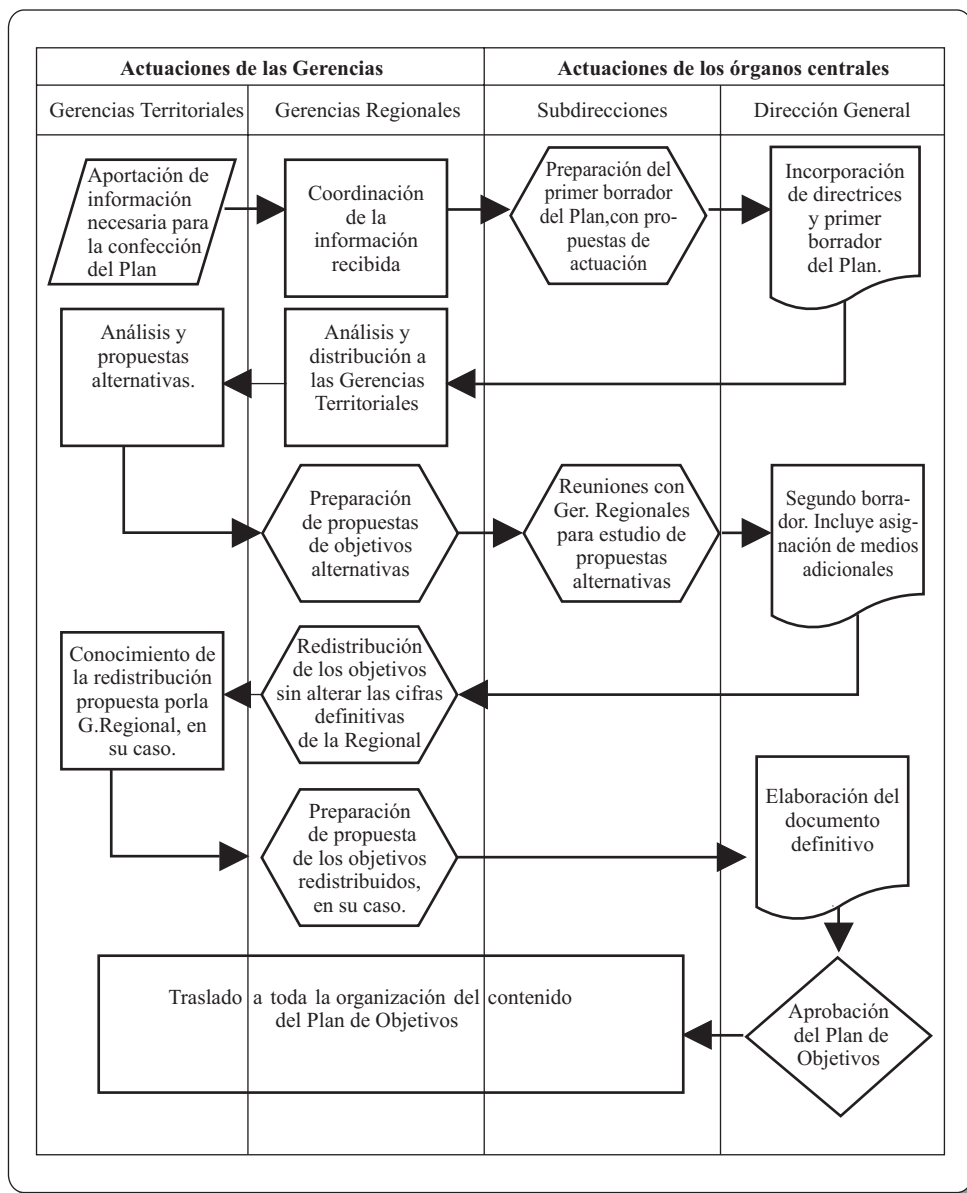 Actuaciones de las Gerencias
Actuaciones de los órganos centrales
Gerencias Territoriales
Gerencias Regionales
Subdirecciones
Dirección General
Aportación de
información
necesaria para
la confección
del Plan
Coordinación
de la
información
recibida
Preparación del
primer borrador
del Plan,con pro-
puestas de
actuación
Incorporación
de directrices
y primer
borrador
del Plan.
Análisis y
propuestas
alternativas.
Análisis y
distribución a
las Gerencias
Territoriales
Preparación
de propuestas
de objetivos
alternativas
Reuniones con
Ger. Regionales
para estudio de
propuestas
alternativas
Segundo borra-
dor. Incluye asig-
nación de medios
adicionales
Conocimiento de
la redistribución
propuesta porla
G.Regional, en
su caso.
Redistribución
de los objetivos
sin alterar las cifras
definitivas
de la Regional
Preparación
de propuesta
de los objetivos
redistribuidos,
en su caso.
Elaboración del
documento
definitivo
Traslado a toda la organización del contenido
del Plan de Objetivos
Aprobación
del Plan de
Objetivos